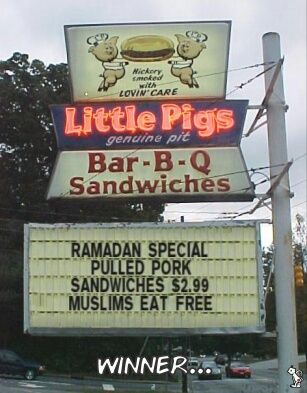 Hickory
smoked
with
LOVIN' CARE
Little Pigs
genuine pit
Bar-B-Q
Sandwiches
RAMADAN SPECIAL
PULLED PORK
SANDWICHES $2.99
MUSLIMS EAT FREE
WINNER...